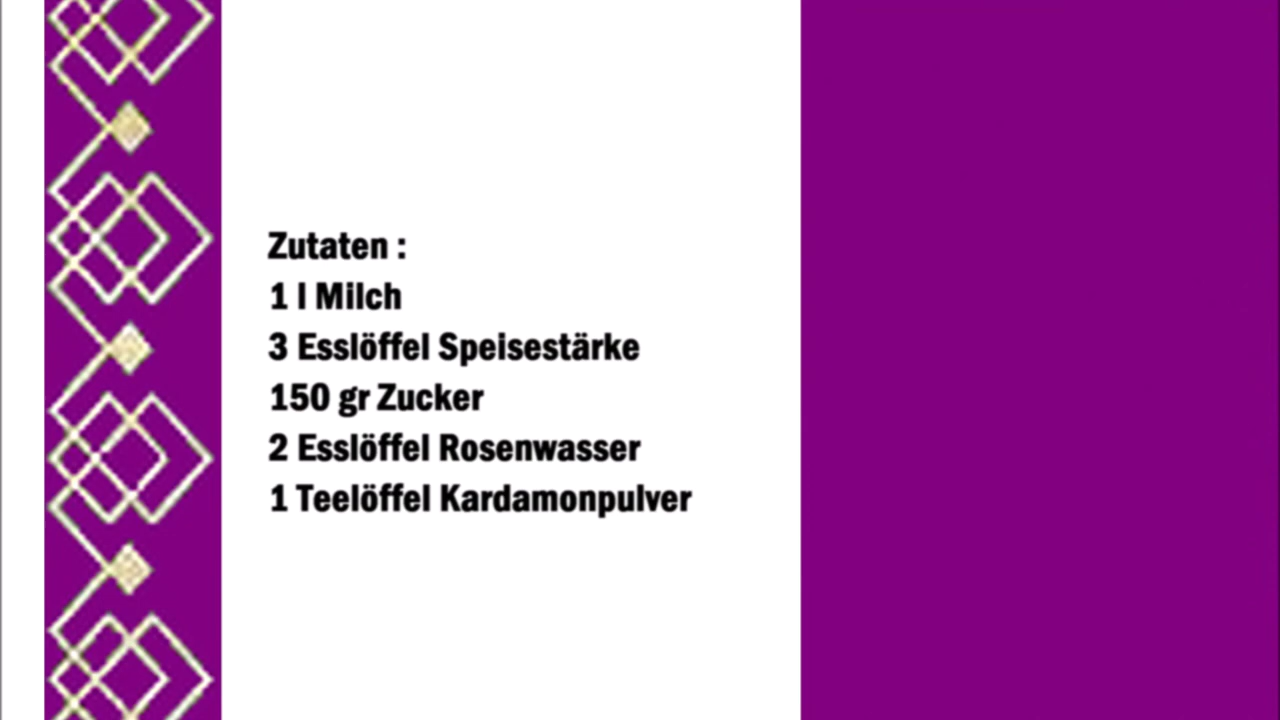 Zutaten :
1 l Milch
3 Esslöffel Speisestärke
150 gr Zucker
2 Esslöffel Rosenwasser
1 Teelöffel Kardamonpulver